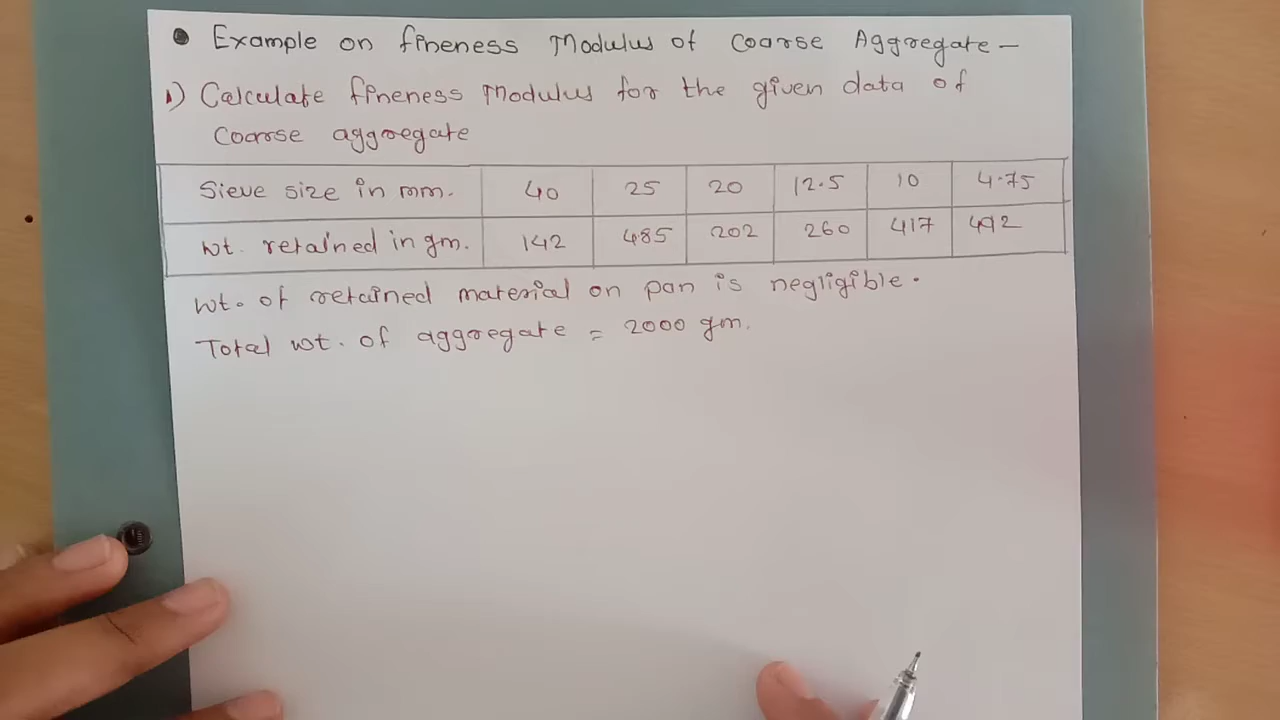 • Example on fineness Modulus of Coarse Aggregate -
1) Calculate fineness Modulus for the given data of
Coarse aggregate
Sieve size in mm. 40 25 20 12.5 10 4.75
Wt. retained in gm. 142 485 202 260 417 492
Wt. of retained material on pan is negligible.
Total wt. of aggregate = 2000 gm.